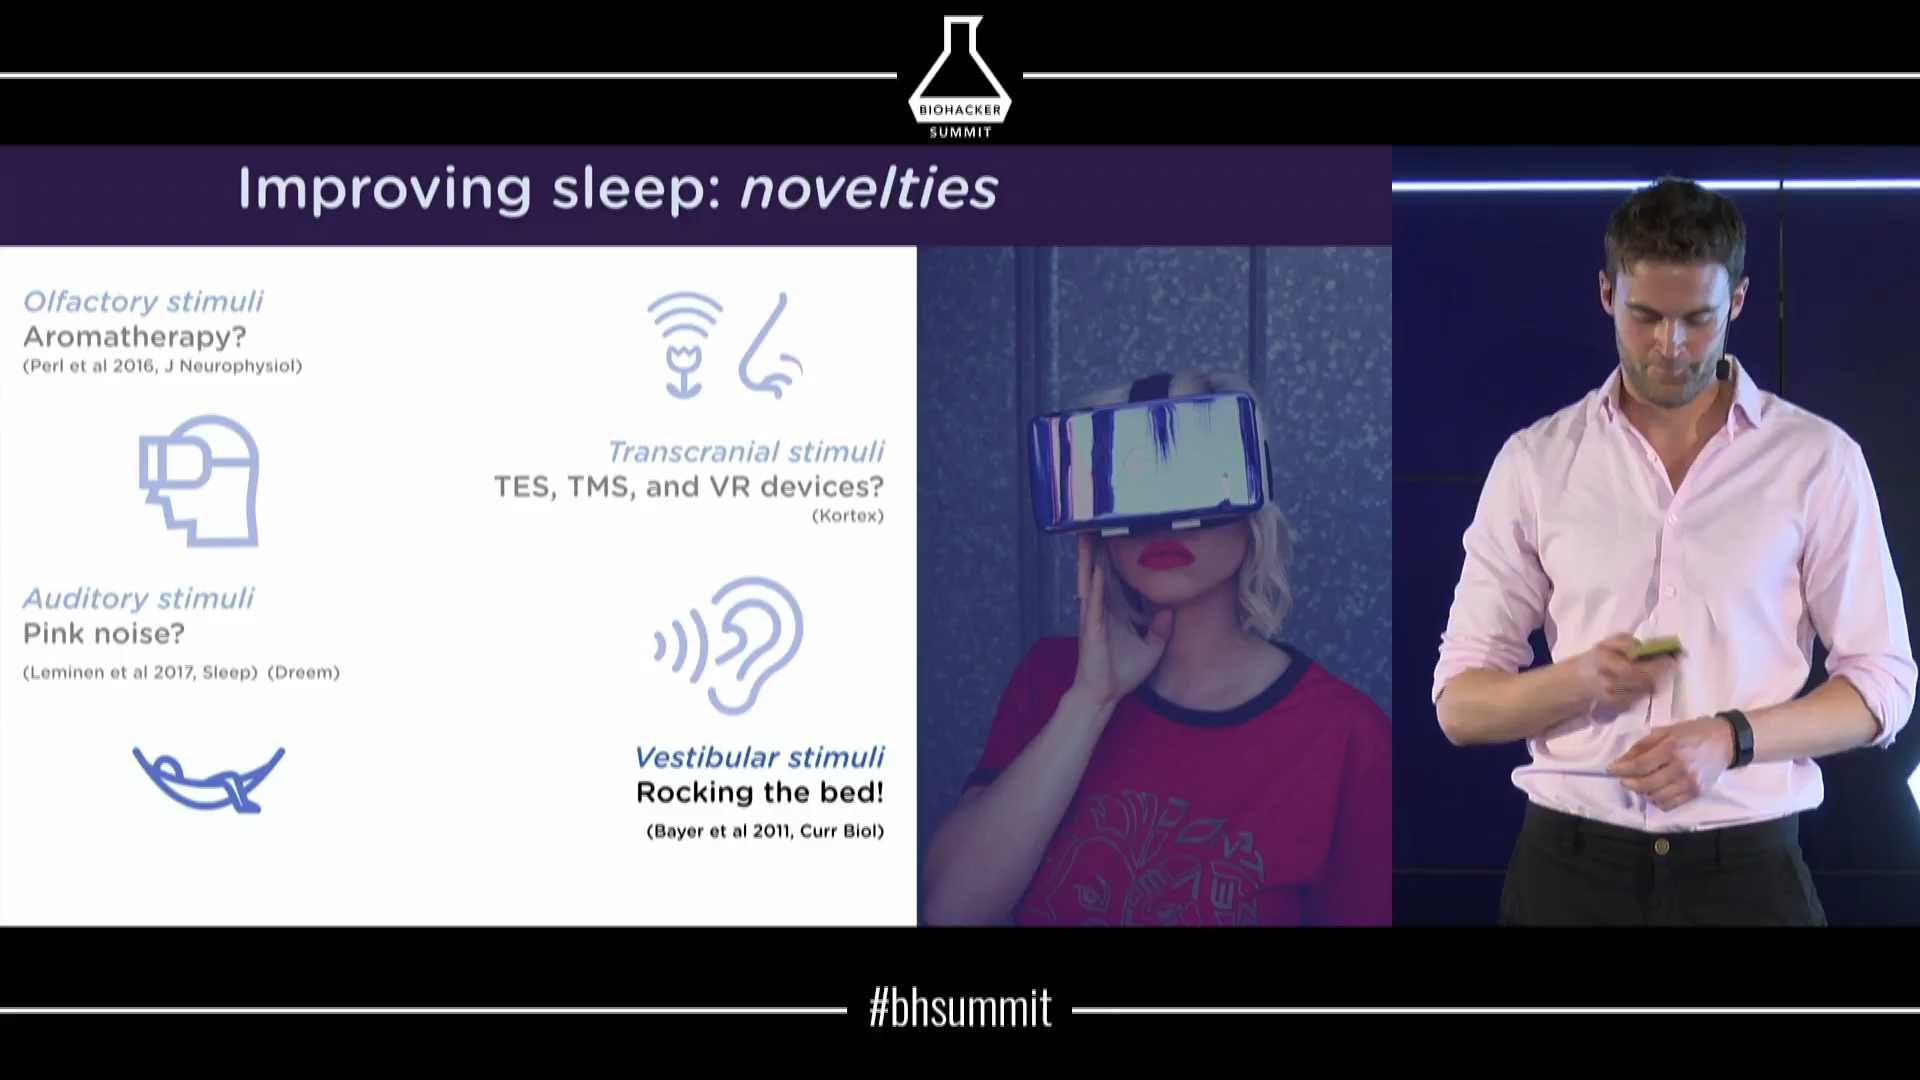 BIOHACKER
SUMMIT
Improving sleep: novelties
Olfactory stimuli
Aromatherapy?
(Perl et al 2016, J Neurophysiol)
Transcranial stimuli
TES, TMS, and VR devices?
(Kortex)
Auditory stimuli
Pink noise?
(Leminen et al 2017, Sleep) (Dreem)
Vestibular stimuli
Rocking the bed!
(Bayer et al 2011, Curr Biol)
#bhsummit